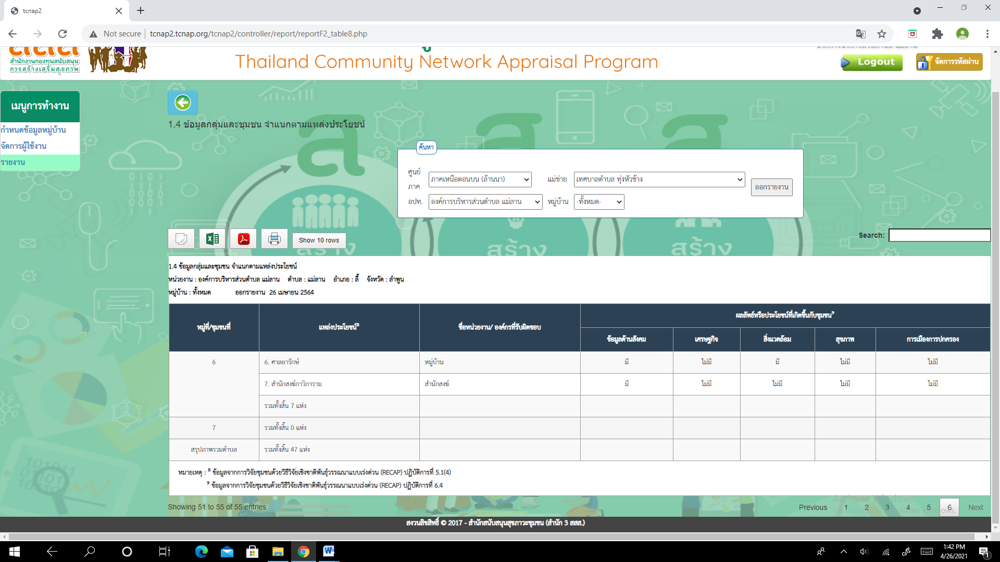 tcnap2
Not secure
tcnap2.tcnap.org/tcnap2/controller/report/reportF2_table8.php
สำนักงานกองทุนสนับสนุน
การสร้างเสริมสุขภาพ
Thailand Community Network Appraisal Program
Logout
จัดการรหัสผ่าน
เมนูการทำงาน
กำหนดข้อมูลหมู่บ้าน
จัดการผู้ใช้งาน
รายงาน
1.4 ข้อมูลกลุ่มและชุมชน จำแนกตามแหล่งประโยชน์
ค้นหา
ศูนย์ภาค ภาคเหนือตอนบน (ล้านนา) แม่ข่าย เทศบาลตำบล ทุ่งหัวช้าง
ออกรายงาน
อปท. องค์การบริหารส่วนตำบล แม่ลาน หมู่บ้าน -ทั้งหมด-
Show 10 rows
Search:
สร้าง สร้าง สร้าง
1.4 ข้อมูลกลุ่มและชุมชน จำแนกตามแหล่งประโยชน์
หน่วยงาน : องค์การบริหารส่วนตำบล แม่ลาน ตำบล : แม่ลาน อำเภอ : ลี้ จังหวัด : ลำพูน
หมู่บ้าน : ทั้งหมด ออกรายงาน 26 เมษายน 2564
หมู่ที่/ชุมชนที่ แหล่งประโยชน์⁸ ชื่อหน่วยงาน/ องค์กรที่รับผิดชอบ ผลลัพธ์หรือประโยชน์ที่เกิดขึ้นกับชุมชน⁹
ข้อมูลด้านสังคม เศรษฐกิจ สิ่งแวดล้อม สุขภาพ การเมืองการปกครอง
6 6. ศาลอารักษ์ หมู่บ้าน มี ไม่มี มี ไม่มี ไม่มี
7. สำนักสงฆ์กาวิการาม สำนักสงฆ์ มี ไม่มี ไม่มี ไม่มี ไม่มี
รวมทั้งสิ้น 7 แห่ง
7 รวมทั้งสิ้น 0 แห่ง
สรุปภาพรวมตำบล รวมทั้งสิ้น 47 แห่ง
หมายเหตุ : ⁸ ข้อมูลจากการวิจัยชุมชนด้วยวิธีวิจัยเชิงชาติพันธุ์วรรณนาแบบเร่งด่วน (RECAP) ปฏิบัติการที่ 5.1(4)
⁹ ข้อมูลจากการวิจัยชุมชนด้วยวิธีวิจัยเชิงชาติพันธุ์วรรณนาแบบเร่งด่วน (RECAP) ปฏิบัติการที่ 6.4
Activate Windows
Showing 51 to 55 of 55 entries
Previous 1 2 3 4 5 6 Next
สงวนลิขสิทธิ์ © 2017 - สำนักสนับสนุนสุขภาวะชุมชน (สำนัก 3 สสส.)
1:42 PM
4/26/2021